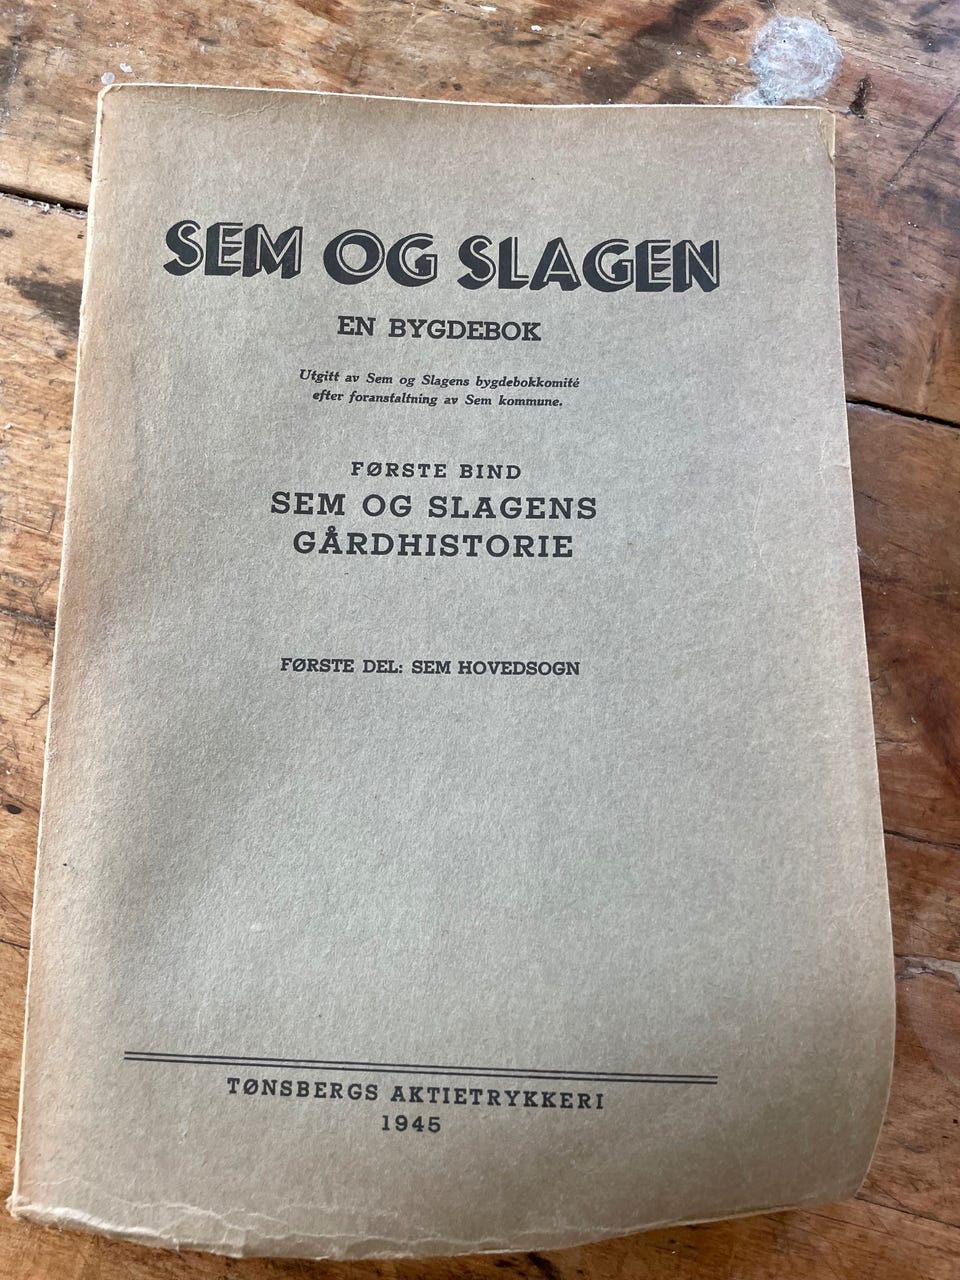 SEM OG SLAGEN
EN BYGDEBOK
Utgitt av Sem og Slagens bygdebokkomité
efter foranstaltning av Sem kommune.
FØRSTE BIND
SEM OG SLAGENS
GÅRDHISTORIE
FØRSTE DEL: SEM HOVEDSOGN
TØNSBERGS AKTIETRYKKERI
1945